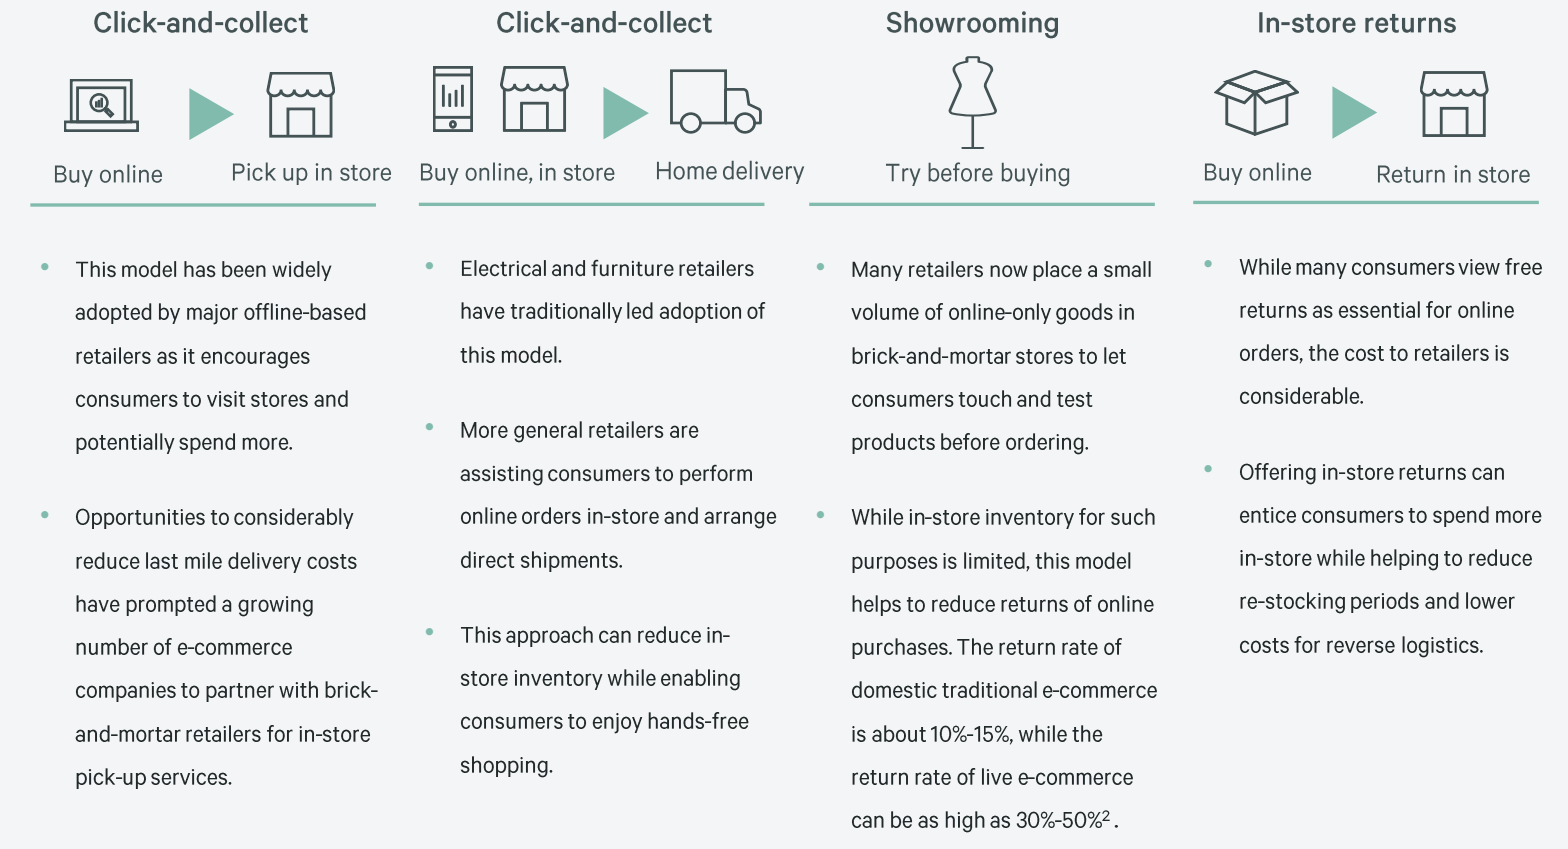 Click-and-collect
Buy online
Pick up in store
This model has been widely
adopted by major offline-based
retailers as it encourages
consumers to visit stores and
potentially spend more.
Opportunities to considerably
reduce last mile delivery costs
have prompted a growing
number of e-commerce
companies to partner with brick-
and-mortar retailers for in-store
pick-up services.
Click-and-collect
Buy online, in store
Home delivery
Electrical and furniture retailers
have traditionally led adoption of
this model.
More general retailers are
assisting consumers to perform
online orders in-store and arrange
direct shipments.
This approach can reduce in-
store inventory while enabling
consumers to enjoy hands-free
shopping.
Showrooming
Try before buying
Many retailers now place a small
volume of online-only goods in
brick-and-mortar stores to let
consumers touch and test
products before ordering.
While in-store inventory for such
purposes is limited, this model
helps to reduce returns of online
purchases. The return rate of
domestic traditional e-commerce
is about 10%-15%, while the
return rate of live e-commerce
can be as high as 30%-50%².
In-store returns
Buy online
Return in store
While many consumers view free
returns as essential for online
orders, the cost to retailers is
considerable.
Offering in-store returns can
entice consumers to spend more
in-store while helping to reduce
re-stocking periods and lower
costs for reverse logistics.